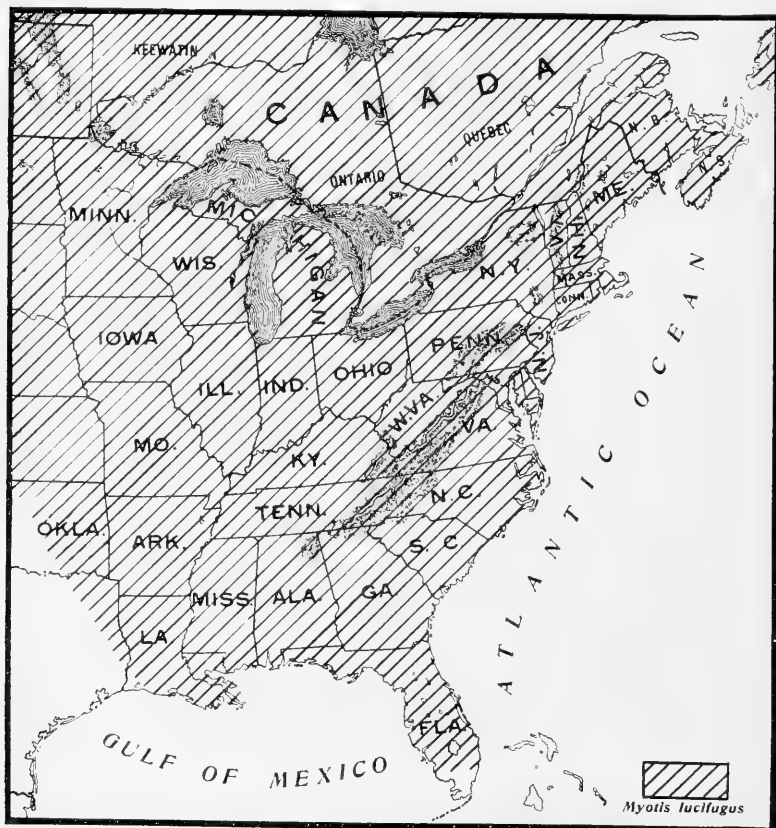 KEEWATIN
CANADA
QUEBEC
ONTARIO
N.B.
N.S.
ME.
MINN.
MICHIGAN
WIS.
N.Y.
V.
N.H.
MASS.
CONN.
IOWA
ILL.
IND.
OHIO
PENN.
N.J.
W.VA.
VA
MO.
KY.
TENN.
N.C.
OKLA.
ARK.
S. C
MISS.
ALA.
GA
LA
FLA.
ATLANTIC OCEAN
GULF OF MEXICO
Myotis lucifugus